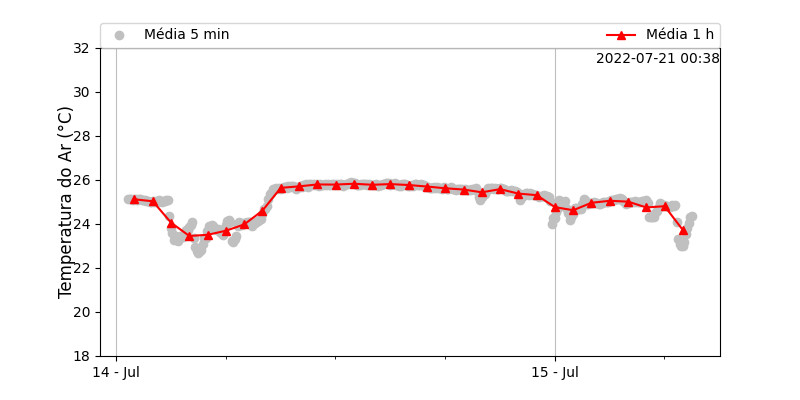 Média 5 min
Média 1 h
2022-07-21 00:38
Temperatura do Ar (°C)
32
30
28
26
24
22
20
18
14 - Jul
15 - Jul